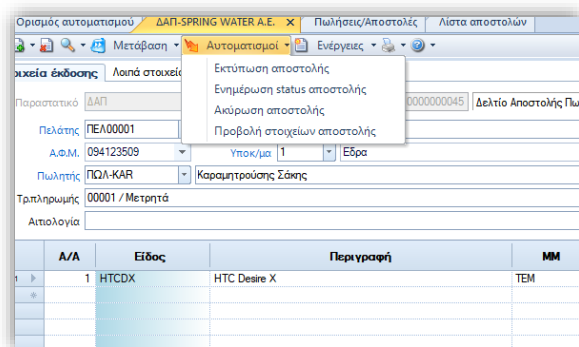 Ορισμός αυτοματισμού ΔΑΠ-SPRING WATER A.E. X Πωλήσεις/Αποστολές Λίστα αποστολών
Μετάβαση Αυτοματισμοί Ενέργειες
οιχεία έκδοσης Λοιπά στοιχεία
Εκτύπωση αποστολής
Ενημέρωση status αποστολής
Ακύρωση αποστολής
Προβολή στοιχείων αποστολής
Παραστατικό ΔΑΠ 0000000045 Δελτίο Αποστολής Πω
Πελάτης ΠΕΛ00001
Α.Φ.Μ. 094123509 Υποκ/μα 1 Έδρα
Πωλητής ΠΩΛ-KAR Καραμητρούσης Σάκης
Τρ.πληρωμής 00001 / Μετρητά
Αιτιολογία
Α/Α Είδος Περιγραφή ΜΜ
1 HTCDX HTC Desire X ΤΕΜ